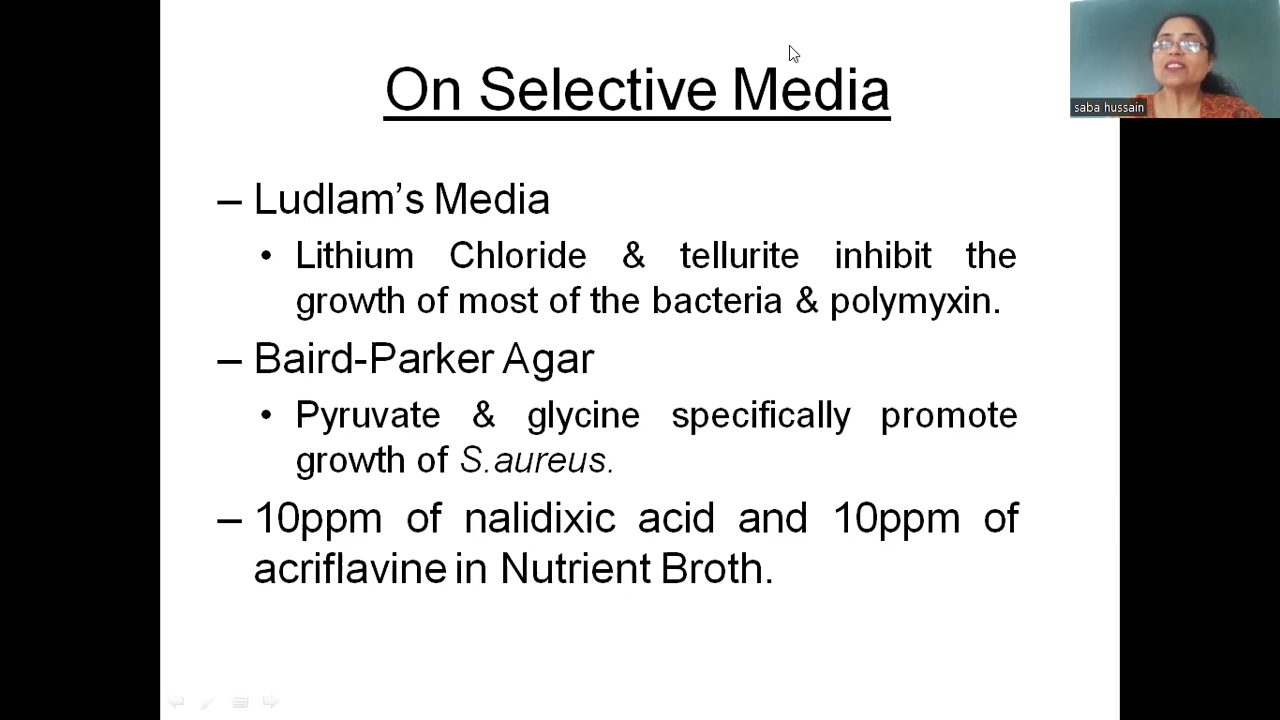 On Selective Media
saba hussain
– Ludlam’s Media
• Lithium Chloride & tellurite inhibit the
growth of most of the bacteria & polymyxin.
– Baird-Parker Agar
• Pyruvate & glycine specifically promote
growth of S.aureus.
– 10ppm of nalidixic acid and 10ppm of
acriflavine in Nutrient Broth.